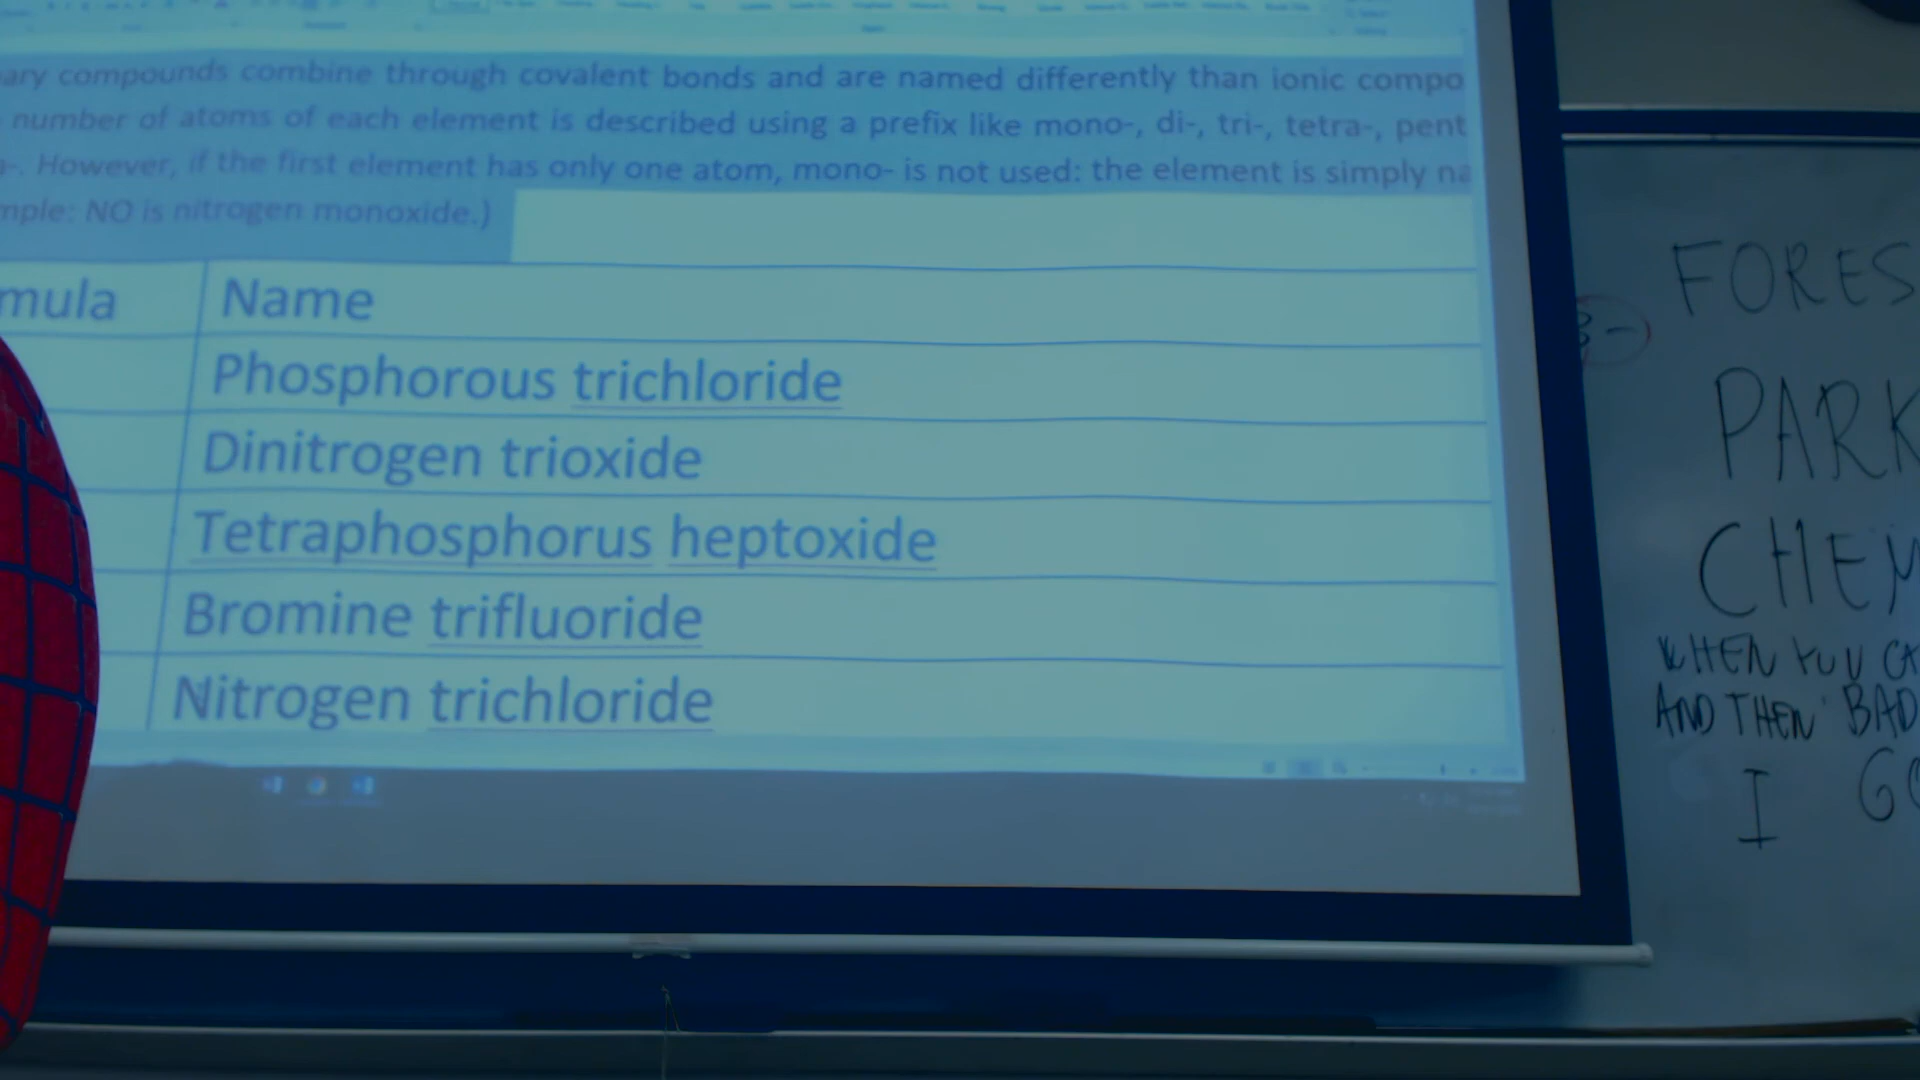 ary compounds combine through covalent bonds and are named differently than ionic compo
number of atoms of each element is described using a prefix like mono-, di-, tri-, tetra-, pent
a-. However, if the first element has only one atom, mono- is not used: the element is simply na
mple: NO is nitrogen monoxide.)
mula Name
Phosphorous trichloride
Dinitrogen trioxide
Tetraphosphorus heptoxide
Bromine trifluoride
Nitrogen trichloride
3-
FORES
PARK
CHEM
WHEN YOU CA
AND THEN BAD
I GO